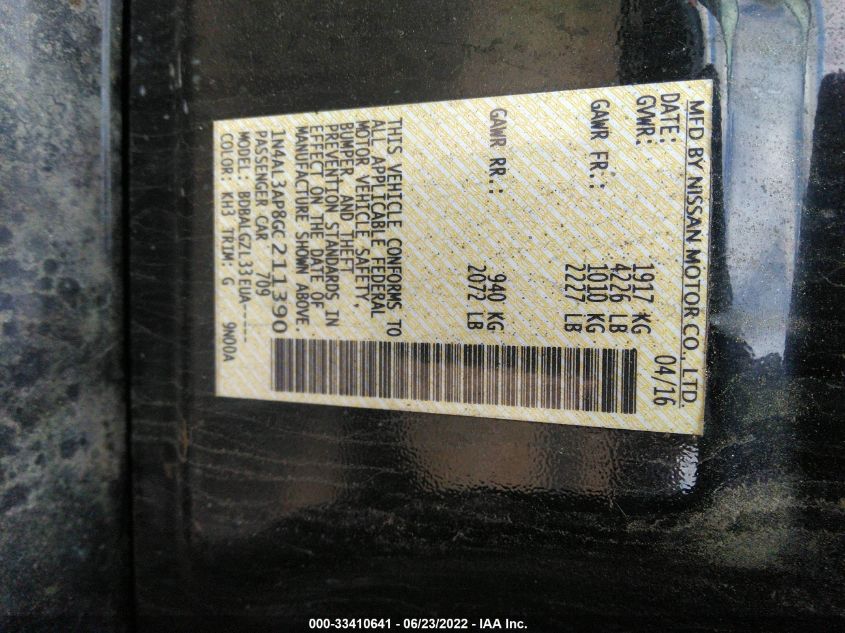 MFD BY NISSAN MOTOR CO., LTD.
DATE: 04/16
GVWR: 1917 KG
4226 LB
GAWR FR.: 1010 KG
2227 LB
GAWR RR.: 940 KG
2072 LB
THIS VEHICLE CONFORMS TO
ALL APPLICABLE FEDERAL
MOTOR VEHICLE SAFETY,
BUMPER AND THEFT
PREVENTION STANDARDS IN
EFFECT ON THE DATE OF
MANUFACTURE SHOWN ABOVE.
1N4AL3AP8GC211390
PASSENGER CAR 709
MODEL: BDBALGZL33EUA-----
COLOR: KH3 TRIM: G 9N00A
000-33410641 - 06/23/2022 - IAA Inc.